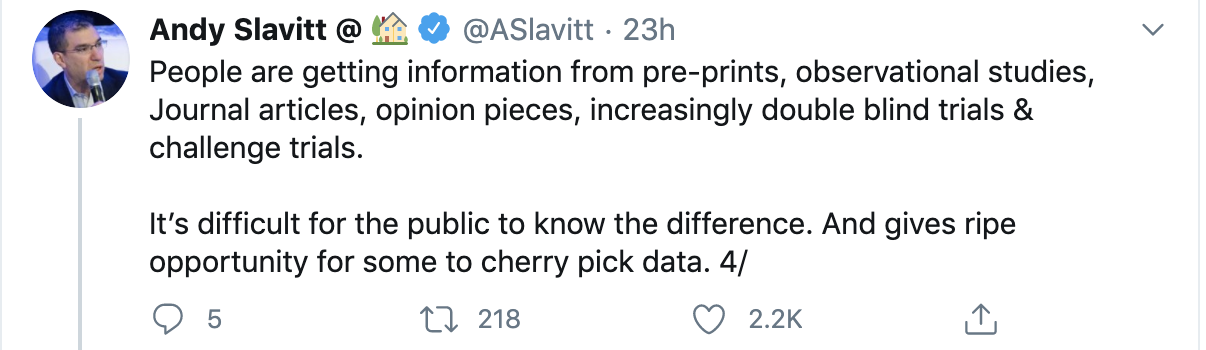 Andy Slavitt @ 🏡 @ASlavitt · 23h
People are getting information from pre-prints, observational studies,
Journal articles, opinion pieces, increasingly double blind trials &
challenge trials.
It’s difficult for the public to know the difference. And gives ripe
opportunity for some to cherry pick data. 4/
5 218 2.2K